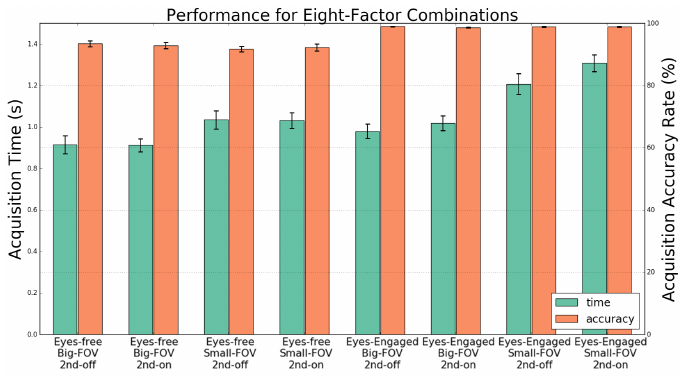 Performance for Eight-Factor Combinations
Acquisition Time (s)
1.4
1.2
1.0
0.8
0.6
0.4
0.2
0.0
100
80
60
40
20
0
Acquisition Accuracy Rate (%)
time
accuracy
Eyes-free Eyes-free Eyes-free Eyes-free Eyes-Engaged Eyes-Engaged Eyes-Engaged Eyes-Engaged
Big-FOV Big-FOV Small-FOV Small-FOV Big-FOV Big-FOV Small-FOV Small-FOV
2nd-off 2nd-on 2nd-off 2nd-on 2nd-off 2nd-on 2nd-off 2nd-on